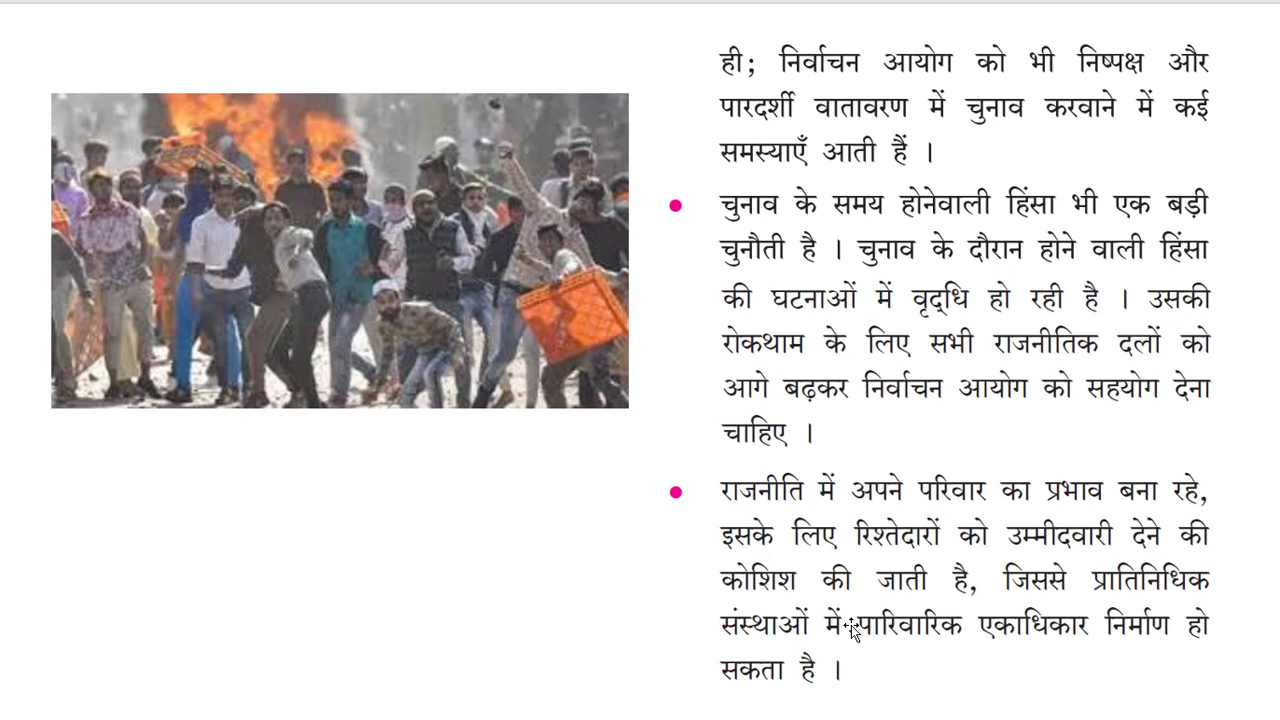 ही; निर्वाचन आयोग को भी निष्पक्ष और
पारदर्शी वातावरण में चुनाव करवाने में कई
समस्याएँ आती हैं ।
• चुनाव के समय होनेवाली हिंसा भी एक बड़ी
चुनौती है । चुनाव के दौरान होने वाली हिंसा
की घटनाओं में वृद्‌धि हो रही है । उसकी
रोकथाम के लिए सभी राजनीतिक दलों को
आगे बढ़कर निर्वाचन आयोग को सहयोग देना
चाहिए ।
• राजनीति में अपने परिवार का प्रभाव बना रहे,
इसके लिए रिश्तेदारों को उम्मीदवारी देने की
कोशिश की जाती है, जिससे प्रातिनिधिक
संस्थाओं में पारिवारिक एकाधिकार निर्माण हो
सकता है ।